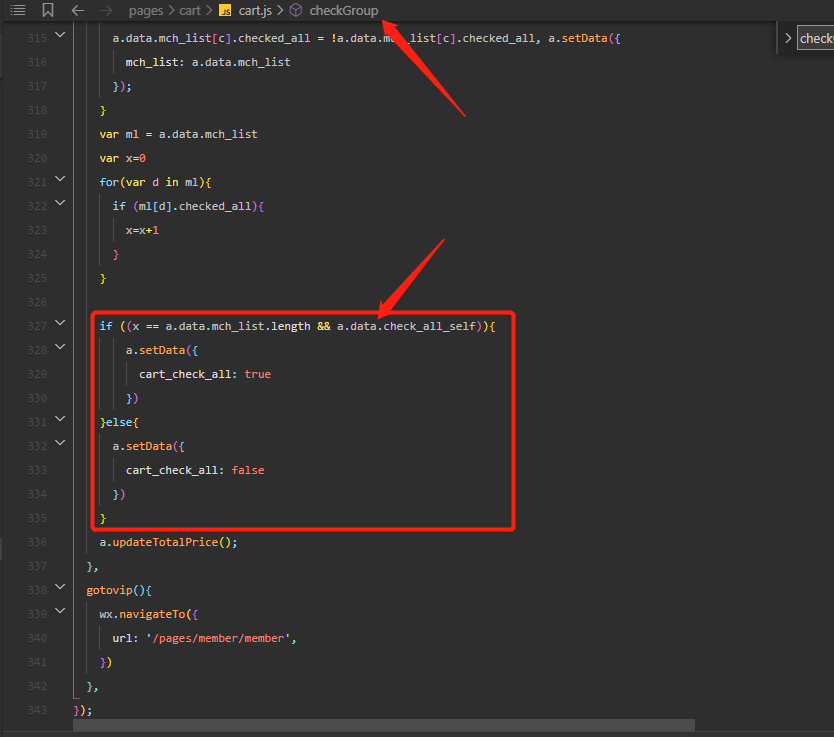 pages > cart > JS cart.js > checkGroup
315 a.data.mch_list[c].checked_all = !a.data.mch_list[c].checked_all, a.setData({
check
316 mch_list: a.data.mch_list
317 });
318 }
319 var ml = a.data.mch_list
320 var x=0
321 for(var d in ml){
322 if (ml[d].checked_all){
323 x=x+1
324 }
325 }
326
327 if ((x == a.data.mch_list.length && a.data.check_all_self)){
328 a.setData({
329 cart_check_all: true
330 })
331 }else{
332 a.setData({
333 cart_check_all: false
334 })
335 }
336 a.updateTotalPrice();
337 },
338 gotovip(){
339 wx.navigateTo({
340 url: '/pages/member/member',
341 })
342 },
343 });